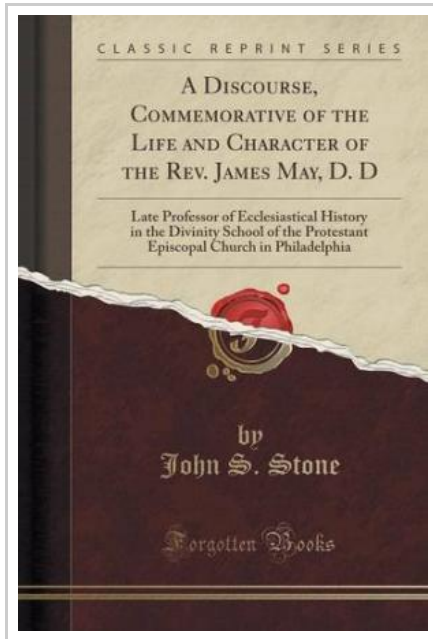 CLASSIC REPRINT SERIES
A DISCOURSE,
COMMEMORATIVE OF THE
LIFE AND CHARACTER OF
THE REV. JAMES MAY, D. D
Late Professor of Ecclesiastical History
in the Divinity School of the Protestant
Episcopal Church in Philadelphia
by
John S. Stone
Forgotten Books